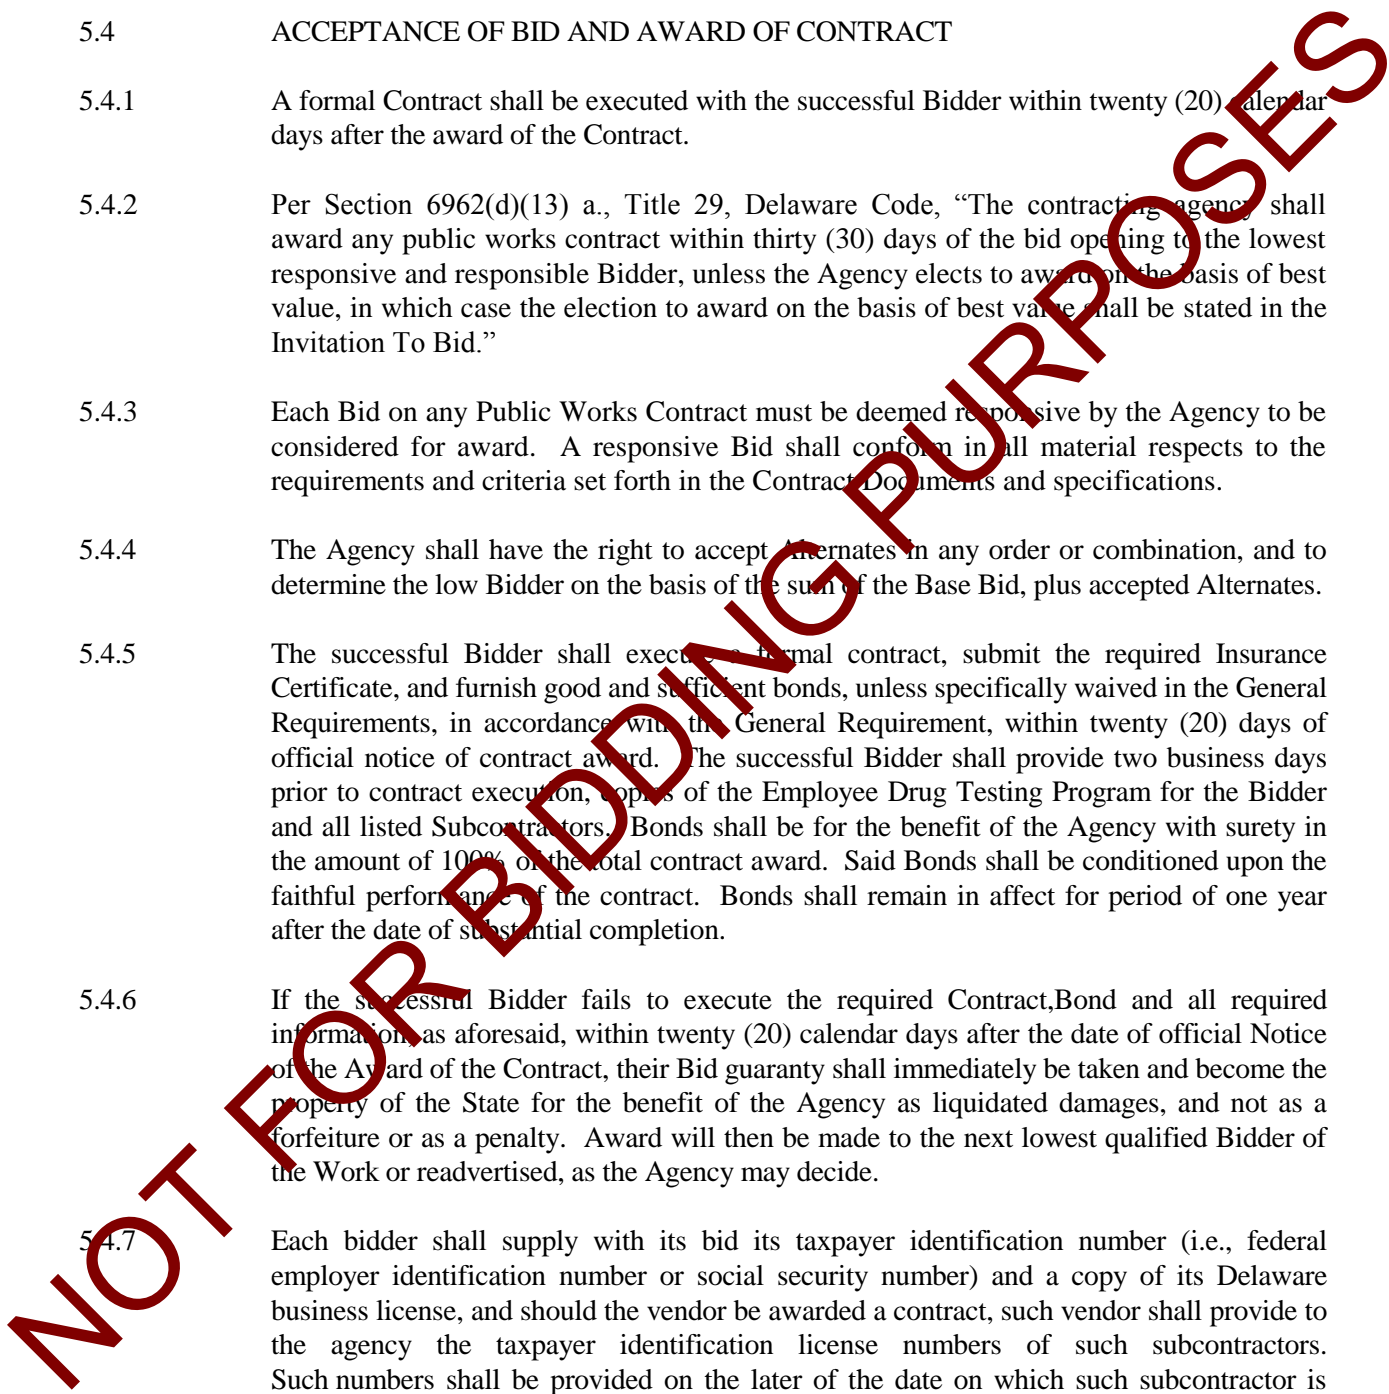 5.4 ACCEPTANCE OF BID AND AWARD OF CONTRACT
5.4.1 A formal Contract shall be executed with the successful Bidder within twenty (20) calendar
days after the award of the Contract.
5.4.2 Per Section 6962(d)(13) a., Title 29, Delaware Code, “The contracting agency shall
award any public works contract within thirty (30) days of the bid opening to the lowest
responsive and responsible Bidder, unless the Agency elects to award on the basis of best
value, in which case the election to award on the basis of best value shall be stated in the
Invitation To Bid.”
5.4.3 Each Bid on any Public Works Contract must be deemed responsive by the Agency to be
considered for award. A responsive Bid shall conform in all material respects to the
requirements and criteria set forth in the Contract Documents and specifications.
5.4.4 The Agency shall have the right to accept Alternates in any order or combination, and to
determine the low Bidder on the basis of the sum of the Base Bid, plus accepted Alternates.
5.4.5 The successful Bidder shall execute a formal contract, submit the required Insurance
Certificate, and furnish good and sufficient bonds, unless specifically waived in the General
Requirements, in accordance with the General Requirement, within twenty (20) days of
official notice of contract award. The successful Bidder shall provide two business days
prior to contract execution, copies of the Employee Drug Testing Program for the Bidder
and all listed Subcontractors. Bonds shall be for the benefit of the Agency with surety in
the amount of 100% of the total contract award. Said Bonds shall be conditioned upon the
faithful performance of the contract. Bonds shall remain in affect for period of one year
after the date of substantial completion.
5.4.6 If the successful Bidder fails to execute the required Contract,Bond and all required
information, as aforesaid, within twenty (20) calendar days after the date of official Notice
of the Award of the Contract, their Bid guaranty shall immediately be taken and become the
property of the State for the benefit of the Agency as liquidated damages, and not as a
forfeiture or as a penalty. Award will then be made to the next lowest qualified Bidder of
the Work or readvertised, as the Agency may decide.
5.4.7 Each bidder shall supply with its bid its taxpayer identification number (i.e., federal
employer identification number or social security number) and a copy of its Delaware
business license, and should the vendor be awarded a contract, such vendor shall provide to
the agency the taxpayer identification license numbers of such subcontractors.
Such numbers shall be provided on the later of the date on which such subcontractor is
NOT FOR BIDDING PURPOSES